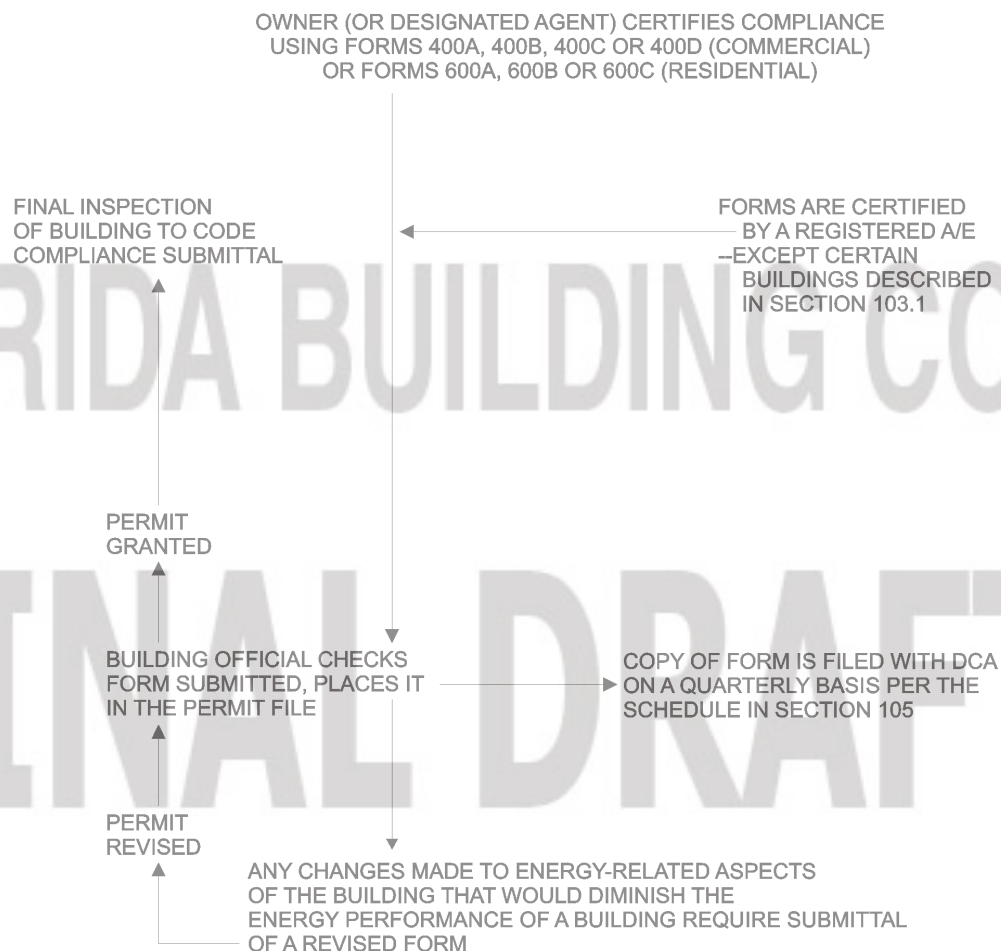 OWNER (OR DESIGNATED AGENT) CERTIFIES COMPLIANCE
USING FORMS 400A, 400B, 400C OR 400D (COMMERCIAL)
OR FORMS 600A, 600B OR 600C (RESIDENTIAL)
FINAL INSPECTION
OF BUILDING TO CODE
COMPLIANCE SUBMITTAL
FORMS ARE CERTIFIED
BY A REGISTERED A/E
--EXCEPT CERTAIN
BUILDINGS DESCRIBED
IN SECTION 103.1
RIDA BUILDING CO
PERMIT
GRANTED
INAL DRAFT
BUILDING OFFICIAL CHECKS
FORM SUBMITTED, PLACES IT
IN THE PERMIT FILE
COPY OF FORM IS FILED WITH DCA
ON A QUARTERLY BASIS PER THE
SCHEDULE IN SECTION 105
PERMIT
REVISED
ANY CHANGES MADE TO ENERGY-RELATED ASPECTS
OF THE BUILDING THAT WOULD DIMINISH THE
ENERGY PERFORMANCE OF A BUILDING REQUIRE SUBMITTAL
OF A REVISED FORM